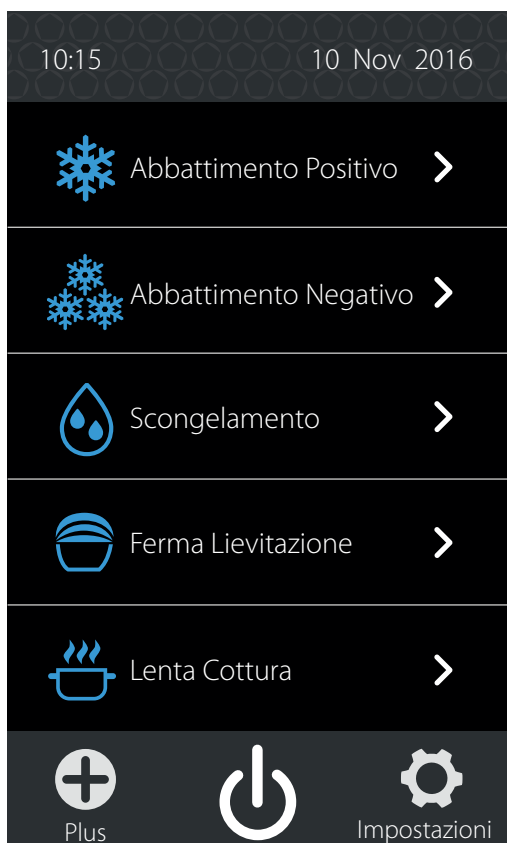 10:15 10 Nov 2016
Abbattimento Positivo
Abbattimento Negativo
Scongelamento
Ferma Lievitazione
Lenta Cottura
Plus Impostazioni